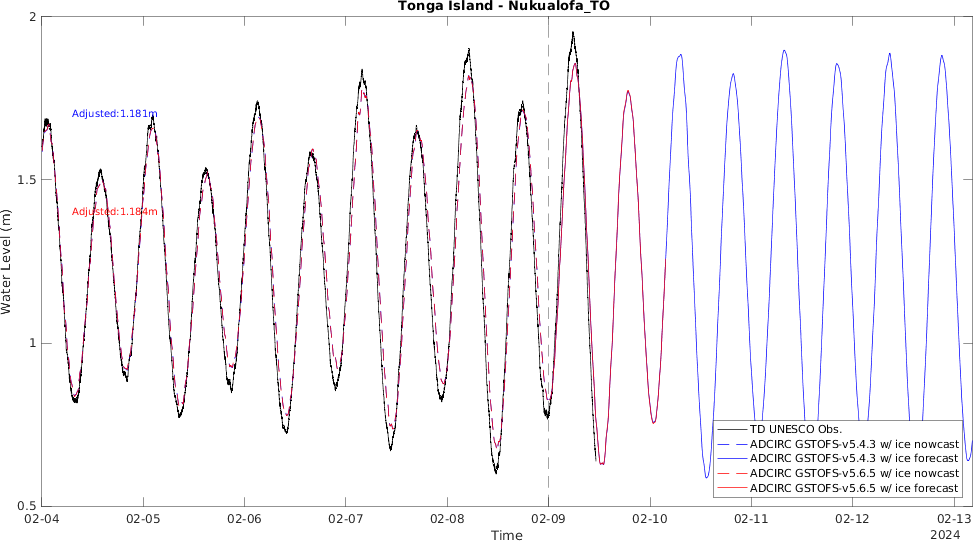 Tonga Island - Nukualofa_TO
2
Adjusted:1.181m
1.5
Adjusted:1.184m
Water Level (m)
1
0.5
TD UNESCO Obs.
ADCIRC GSTOFS-v5.4.3 w/ ice nowcast
ADCIRC GSTOFS-v5.4.3 w/ ice forecast
ADCIRC GSTOFS-v5.6.5 w/ ice nowcast
ADCIRC GSTOFS-v5.6.5 w/ ice forecast
02-04 02-05 02-06 02-07 02-08 02-09 02-10 02-11 02-12 02-13
Time
2024